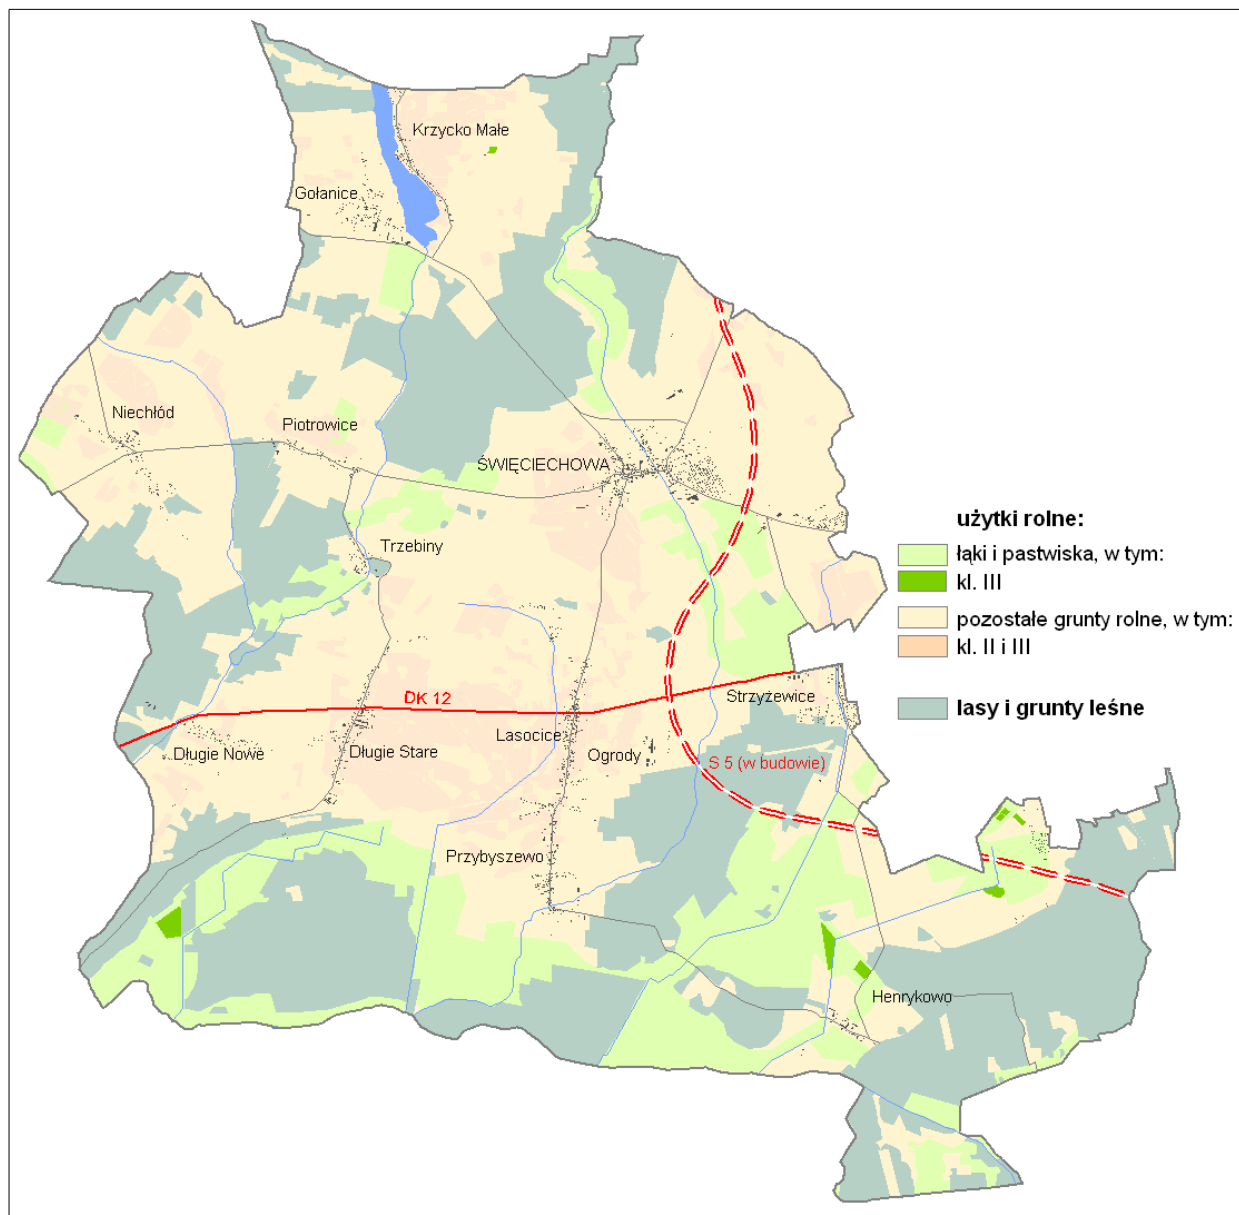 Krzycko Małe
Gołanice
Niechłód
Piotrowice
ŚWIĘCIECHOWA
Trzebiny
użytki rolne:
łąki i pastwiska, w tym:
kl. III
pozostałe grunty rolne, w tym:
kl. II i III
lasy i grunty leśne
DK 12
Strzyżewice
Długie Nowe
Długie Stare
Lasocice
Ogrody
S 5 (w budowie)
Przybyszewo
Henrykowo